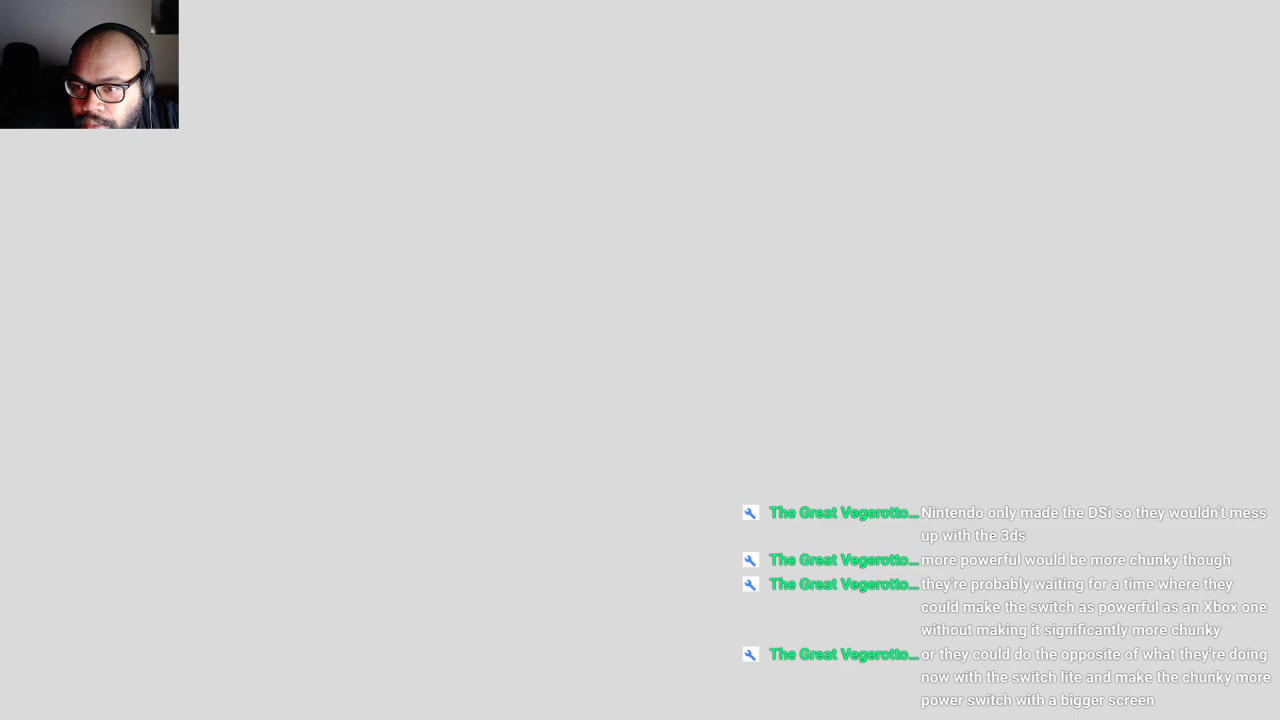 The Great Vegerotto... Nintendo only made the DSi so they wouldn't mess
up with the 3ds
The Great Vegerotto... more powerful would be more chunky though
The Great Vegerotto... they're probably waiting for a time where they
could make the switch as powerful as an Xbox one
without making it significantly more chunky
The Great Vegerotto... or they could do the opposite of what they're doing
now with the switch lite and make the chunky more
power switch with a bigger screen